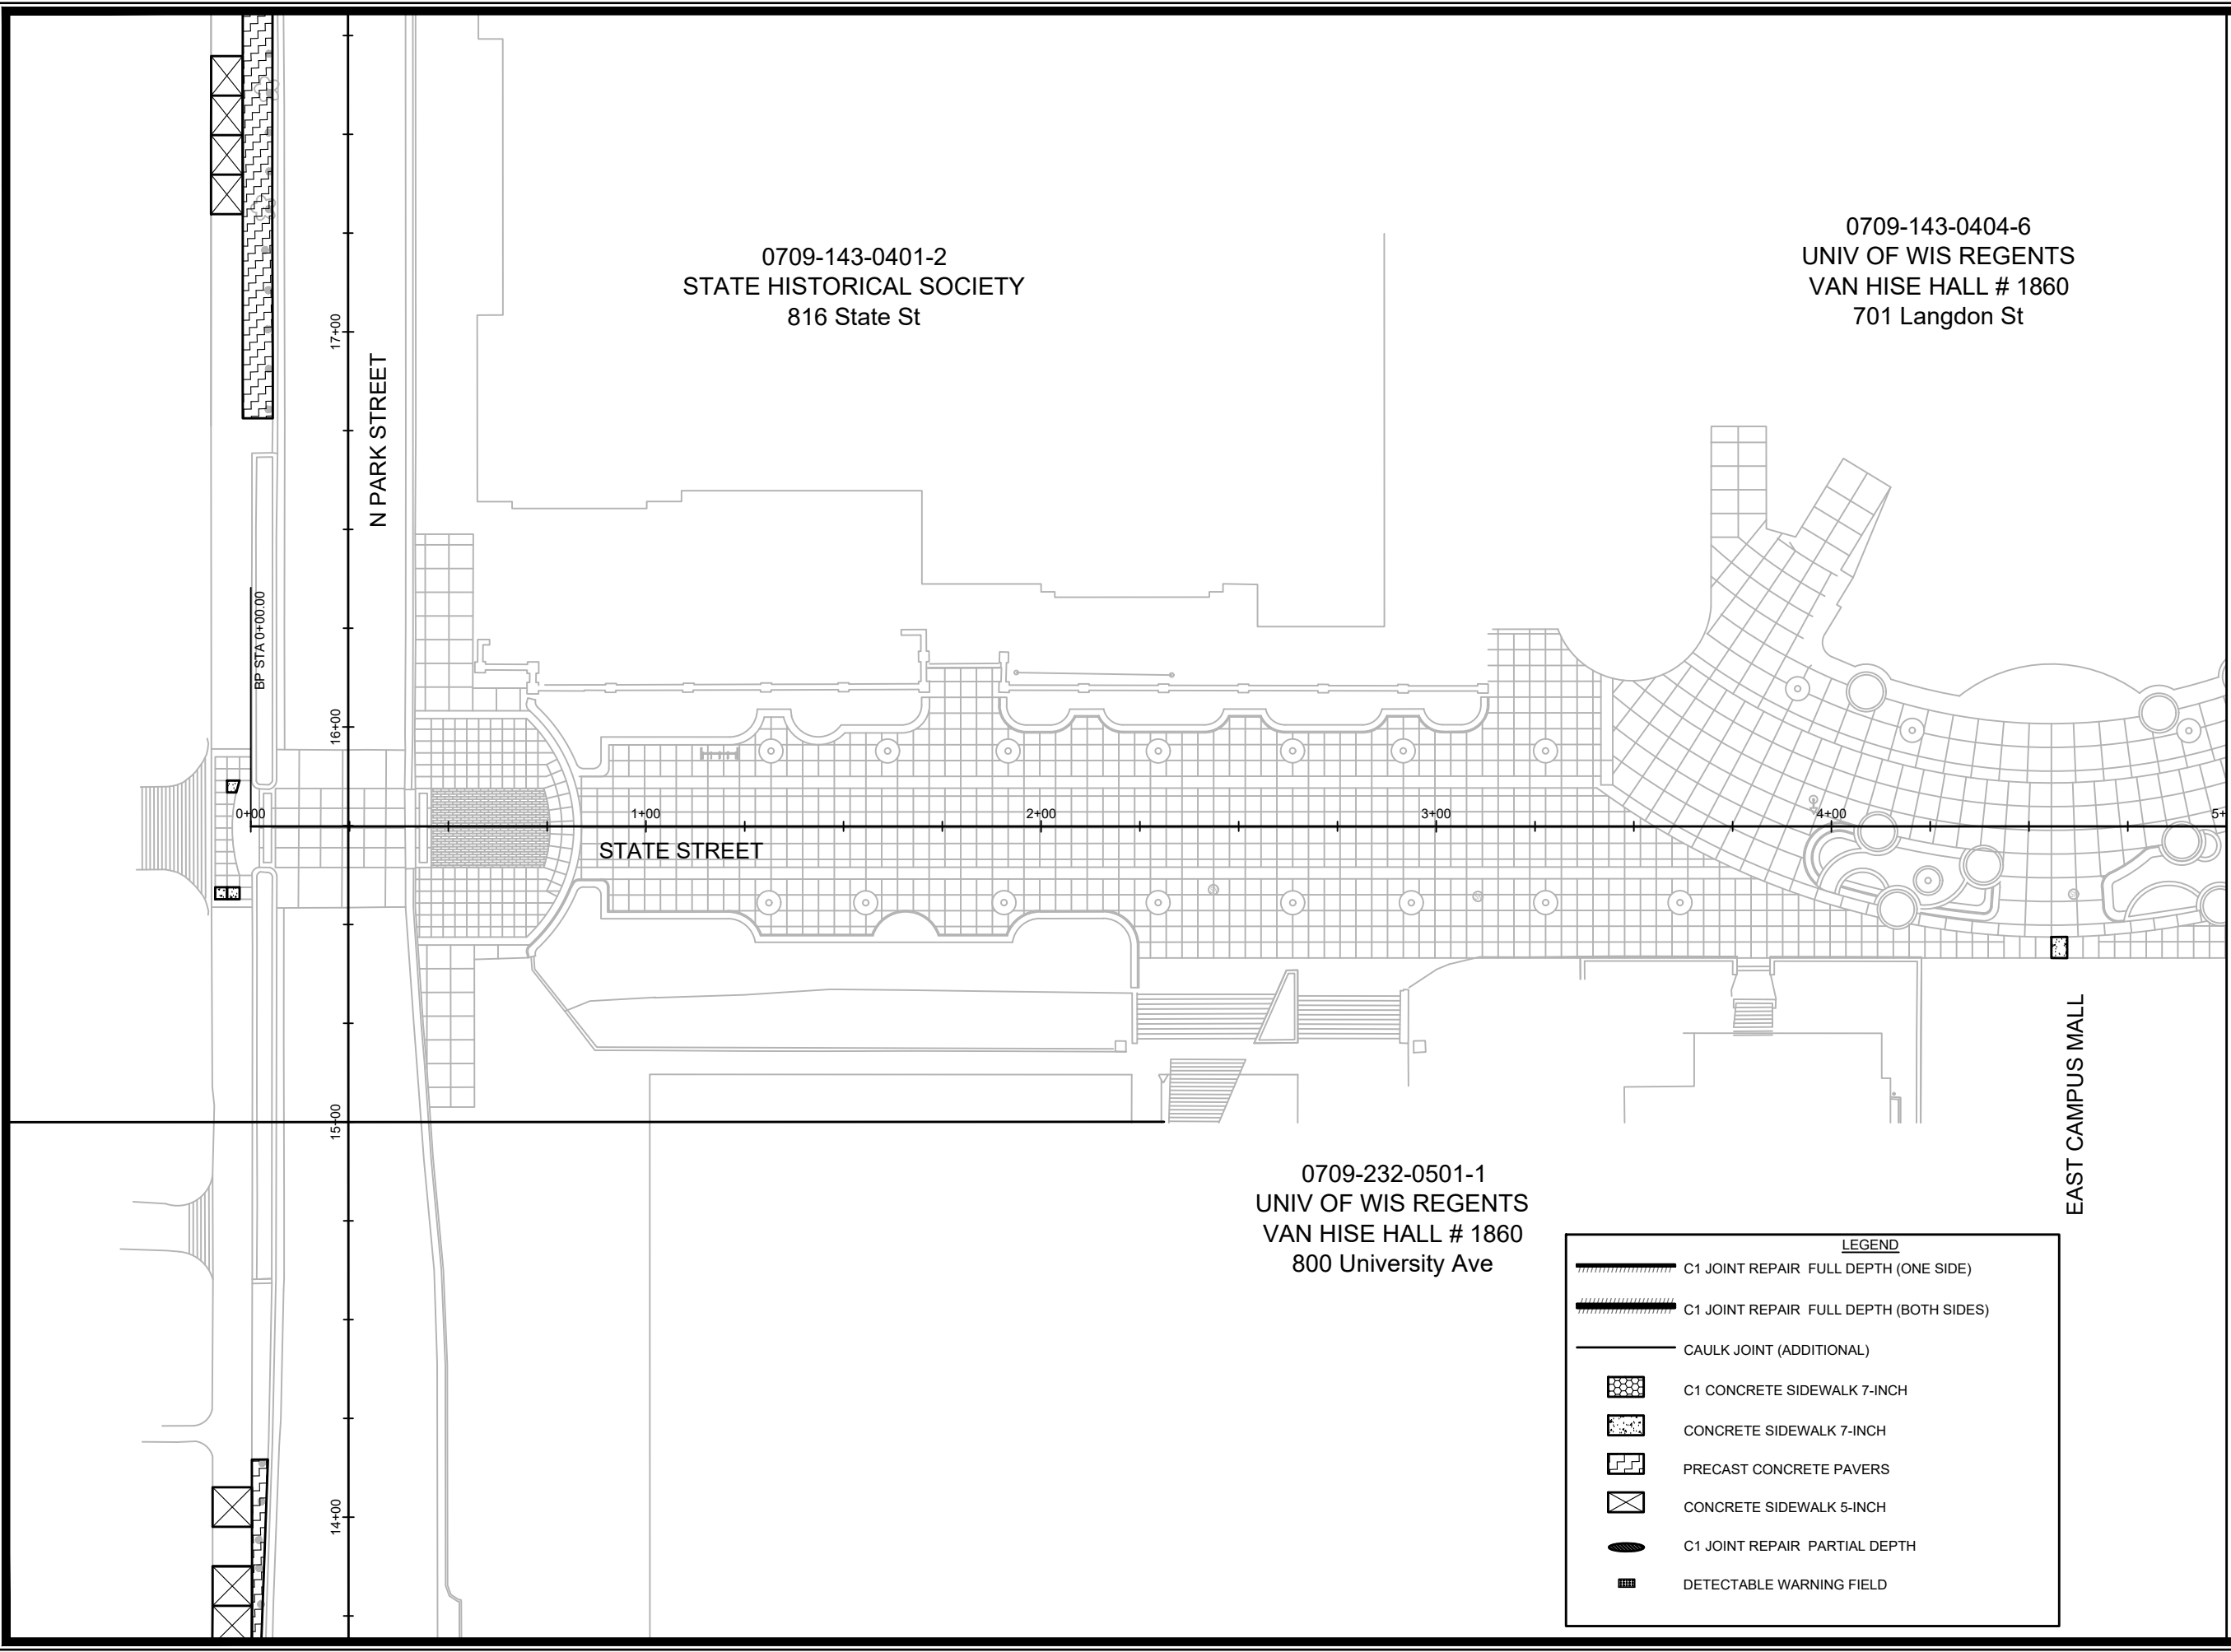 0709-143-0401-2
STATE HISTORICAL SOCIETY
816 State St
0709-143-0404-6
UNIV OF WIS REGENTS
VAN HISE HALL # 1860
701 Langdon St
17+00
N PARK STREET
BP STA 0+00.00
16+00
0+00
1+00
2+00
3+00
4+00
5+
STATE STREET
15+00
EAST CAMPUS MALL
0709-232-0501-1
UNIV OF WIS REGENTS
VAN HISE HALL # 1860
800 University Ave
14+00
LEGEND
C1 JOINT REPAIR FULL DEPTH (ONE SIDE)
C1 JOINT REPAIR FULL DEPTH (BOTH SIDES)
CAULK JOINT (ADDITIONAL)
C1 CONCRETE SIDEWALK 7-INCH
CONCRETE SIDEWALK 7-INCH
PRECAST CONCRETE PAVERS
CONCRETE SIDEWALK 5-INCH
C1 JOINT REPAIR PARTIAL DEPTH
DETECTABLE WARNING FIELD